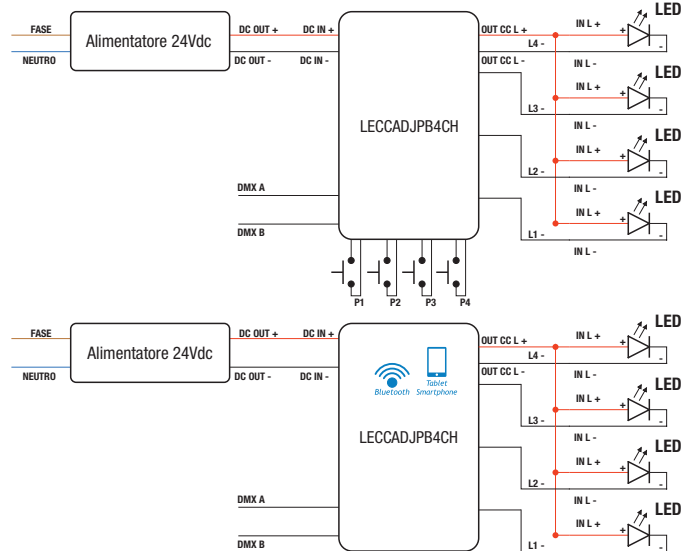 LED
FASE
DC OUT +
DC IN +
OUT CC L +
IN L +
+
Alimentatore 24Vdc
L4 -
-
NEUTRO
DC OUT -
DC IN -
OUT CC L -
IN L -
LED
IN L +
+
L3 -
-
LECCADJPB4CH
IN L -
LED
IN L +
+
L2 -
-
DMX A
IN L -
LED
IN L +
+
DMX B
L1 -
-
IN L -
P1
P2
P3
P4
LED
FASE
DC OUT +
DC IN +
OUT CC L +
IN L +
+
Alimentatore 24Vdc
L4 -
-
NEUTRO
DC OUT -
DC IN -
OUT CC L -
IN L -
Bluetooth
Tablet
Smartphone
LED
IN L +
+
L3 -
-
LECCADJPB4CH
IN L -
LED
IN L +
+
L2 -
-
DMX A
IN L -
LED
IN L +
+
DMX B
L1 -
-